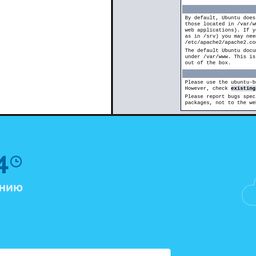 By default, Ubuntu does
those located in /var/w
web applications). If y
as in /srv) you may nee
/etc/apache2/apache2.co
The default Ubuntu docu
under /var/www. This is
out of the box.
Please use the ubuntu-b
However, check existing
Please report bugs spec
packages, not to the we
4
нию